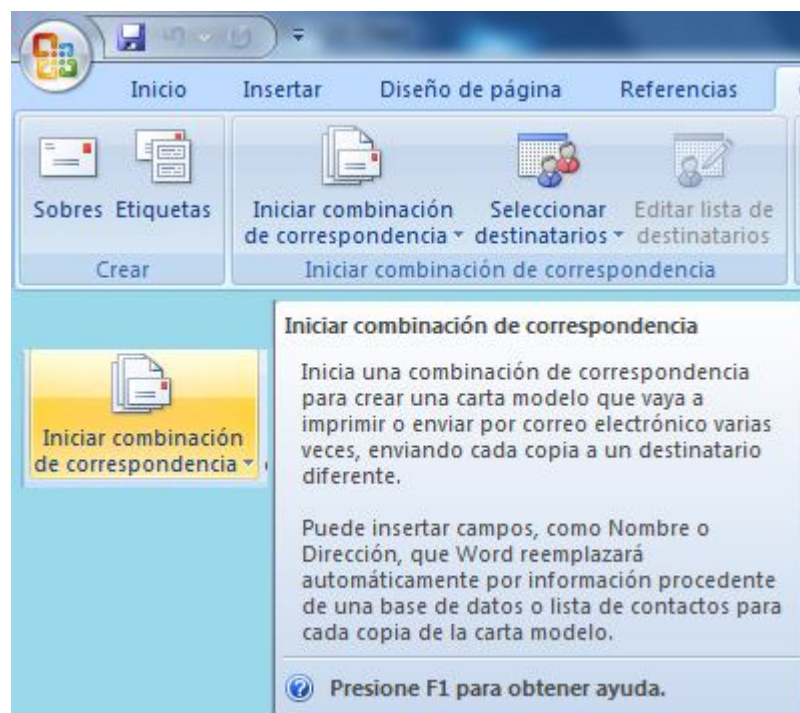 Inicio Insertar Diseño de página Referencias
Sobres Etiquetas Iniciar combinación de correspondencia Seleccionar destinatarios Editar lista de destinatarios
Crear Iniciar combinación de correspondencia
Iniciar combinación
de correspondencia
Iniciar combinación de correspondencia
Inicia una combinación de correspondencia
para crear una carta modelo que vaya a
imprimir o enviar por correo electrónico varias
veces, enviando cada copia a un destinatario
diferente.
Puede insertar campos, como Nombre o
Dirección, que Word reemplazará
automáticamente por información procedente
de una base de datos o lista de contactos para
cada copia de la carta modelo.
Presione F1 para obtener ayuda.